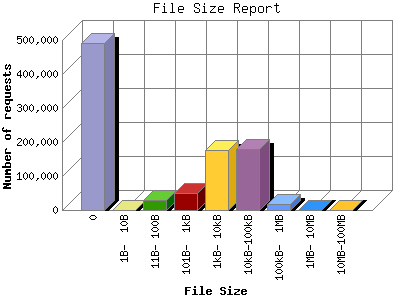 File Size Report
Number of requests
500,000
400,000
300,000
200,000
100,000
0
0
1B- 10B
11B- 100B
101B- 1kB
1kB- 10kB
10kB-100kB
100kB- 1MB
1MB- 10MB
10MB-100MB
File Size